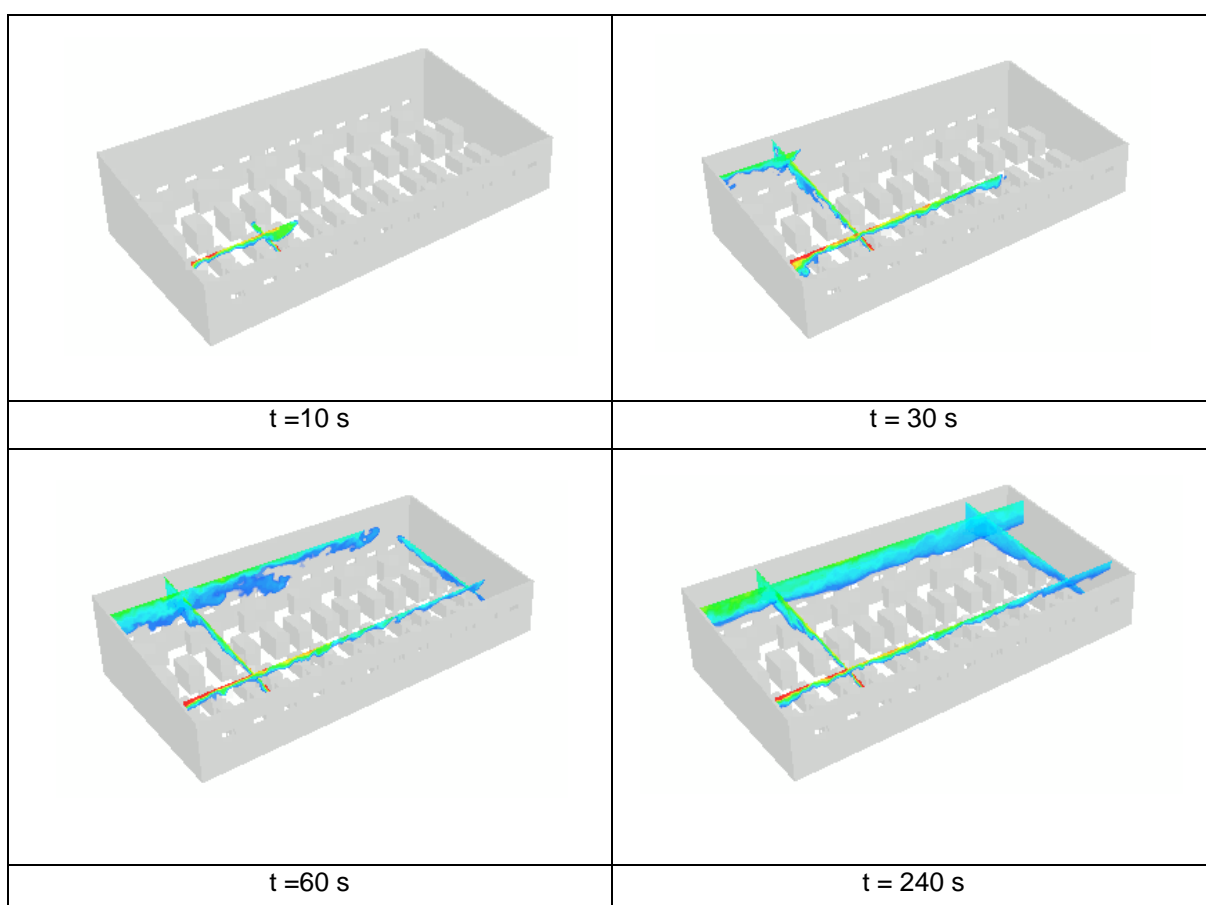 t =10 s
t = 30 s
t =60 s
t = 240 s